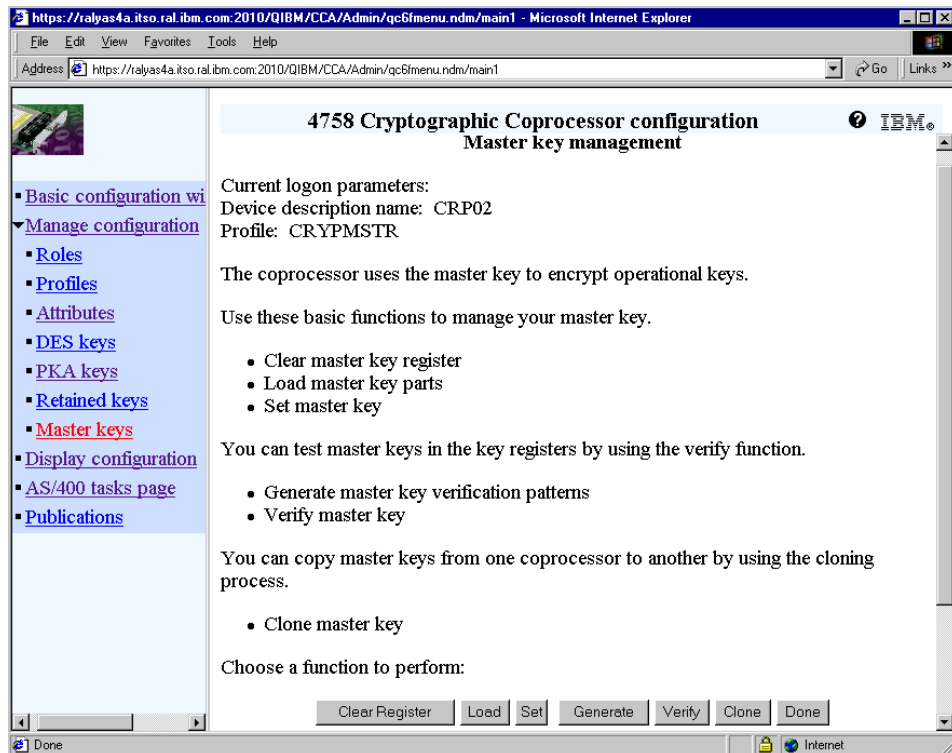 https://ralyas4a.itso.ral.ibm.com:2010/QIBM/CCA/Admin/qc6fmenu.ndm/main1 - Microsoft Internet Explorer
File Edit View Favorites Tools Help
Address https://ralyas4a.itso.ral.ibm.com:2010/QIBM/CCA/Admin/qc6fmenu.ndm/main1 Go Links »
4758 Cryptographic Coprocessor configuration
IBM®
Master key management
Basic configuration wi
Manage configuration
Roles
Profiles
Attributes
DES keys
PKA keys
Retained keys
Master keys
Display configuration
AS/400 tasks page
Publications
Current logon parameters:
Device description name: CRP02
Profile: CRYPMSTR
The coprocessor uses the master key to encrypt operational keys.
Use these basic functions to manage your master key.
• Clear master key register
• Load master key parts
• Set master key
You can test master keys in the key registers by using the verify function.
• Generate master key verification patterns
• Verify master key
You can copy master keys from one coprocessor to another by using the cloning
process.
• Clone master key
Choose a function to perform:
Clear Register Load Set Generate Verify Clone Done
Done Internet